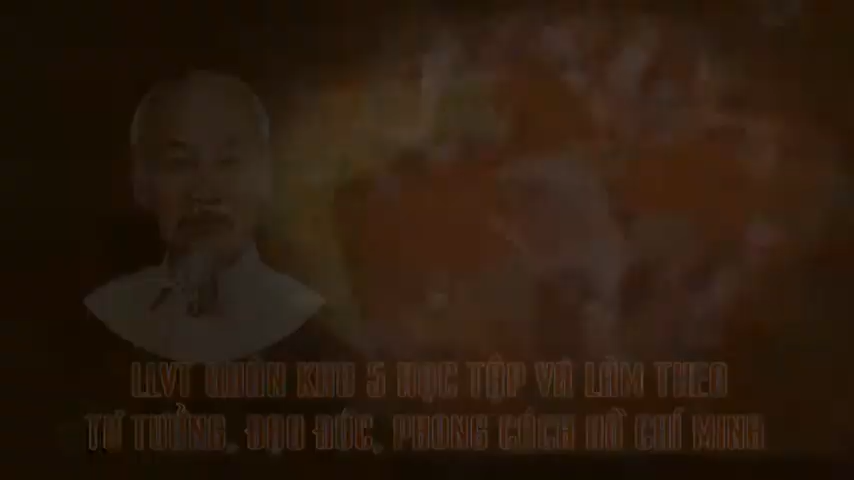 LLVT QUÂN KHU 5 HỌC TẬP VÀ LÀM THEO
TƯ TƯỞNG, ĐẠO ĐỨC, PHONG CÁCH HỒ CHÍ MINH